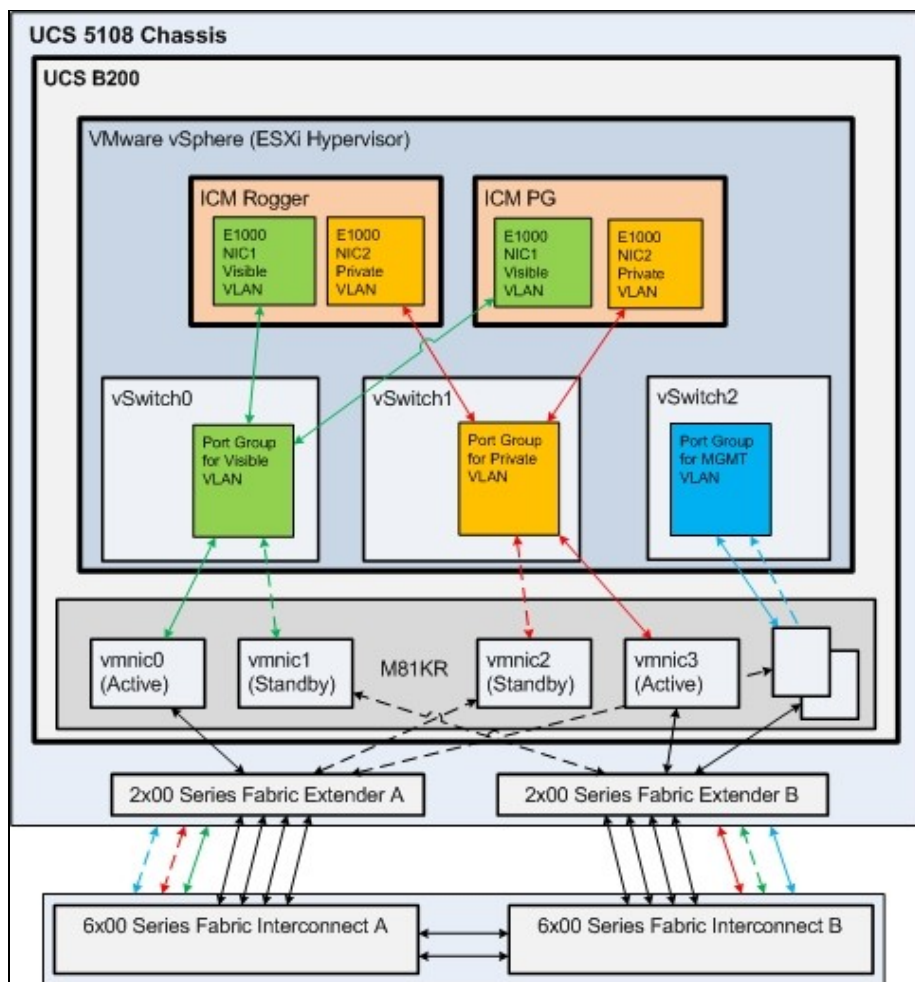 UCS 5108 Chassis
UCS B200
VMware vSphere (ESXi Hypervisor)
ICM Rogger
E1000
NIC1
Visible
VLAN
E1000
NIC2
Private
VLAN
ICM PG
E1000
NIC1
Visible
VLAN
E1000
NIC2
Private
VLAN
vSwitch0
Port Group
for Visible
VLAN
vSwitch1
Port Group
for Private
VLAN
vSwitch2
Port Group
for MGMT
VLAN
vmnic0
(Active)
vmnic1
(Standby)
M81KR
vmnic2
(Standby)
vmnic3
(Active)
2x00 Series Fabric Extender A
2x00 Series Fabric Extender B
6x00 Series Fabric Interconnect A
6x00 Series Fabric Interconnect B